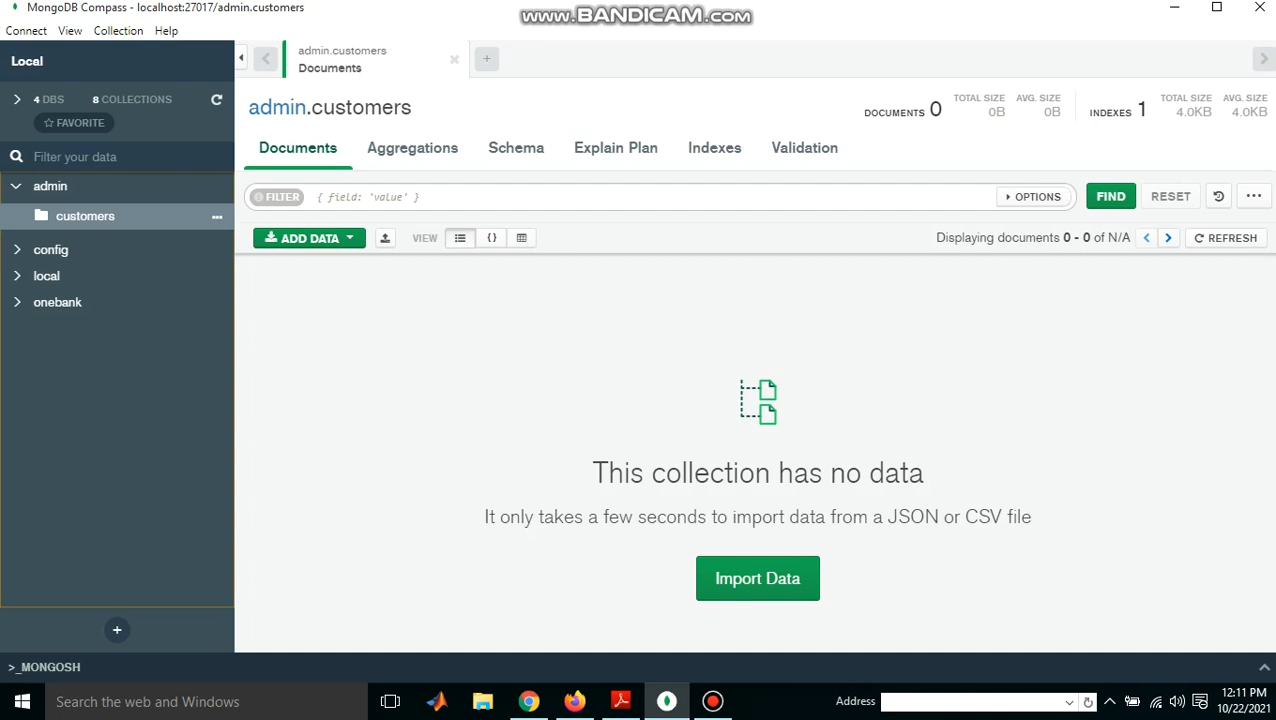 MongoDB Compass - localhost:27017/admin.customers
www.BANDICAM.com
Connect View Collection Help
Local
admin.customers
Documents
4 DBS 8 COLLECTIONS
FAVORITE
Filter your data
admin
customers
config
local
onebank
admin.customers
DOCUMENTS 0
TOTAL SIZE 0B
AVG. SIZE 0B
INDEXES 1
TOTAL SIZE 4.0KB
AVG. SIZE 4.0KB
Documents Aggregations Schema Explain Plan Indexes Validation
FILTER { field: 'value' } OPTIONS FIND RESET
ADD DATA VIEW Displaying documents 0 - 0 of N/A REFRESH
This collection has no data
It only takes a few seconds to import data from a JSON or CSV file
Import Data
>_MONGOSH
Search the web and Windows
Address
12:11 PM
10/22/2021